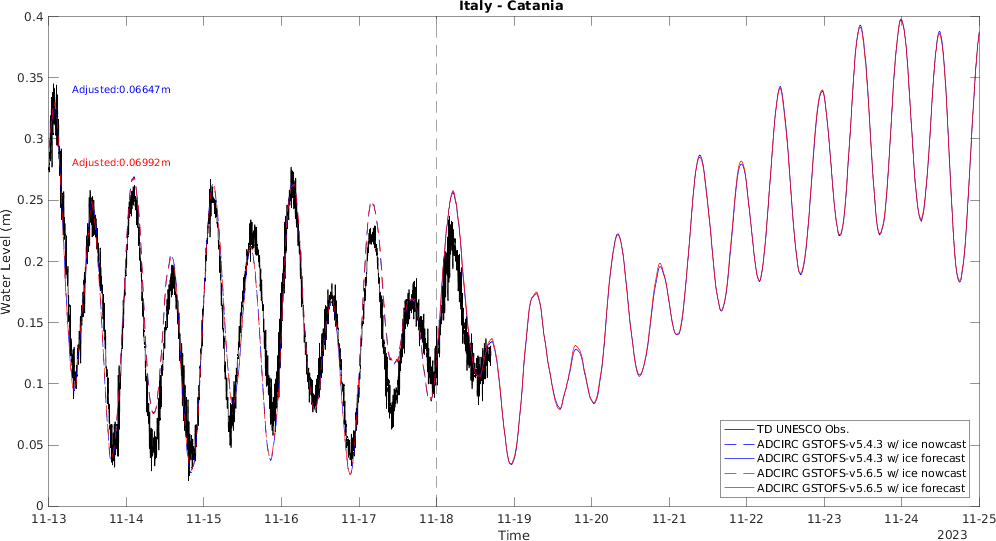 Italy - Catania
0.4
0.35
0.3
0.25
0.2
0.15
0.1
0.05
0
Water Level (m)
Adjusted:0.06647m
Adjusted:0.06992m
TD UNESCO Obs.
ADCIRC GSTOFS-v5.4.3 w/ ice nowcast
ADCIRC GSTOFS-v5.4.3 w/ ice forecast
ADCIRC GSTOFS-v5.6.5 w/ ice nowcast
ADCIRC GSTOFS-v5.6.5 w/ ice forecast
11-13 11-14 11-15 11-16 11-17 11-18 11-19 11-20 11-21 11-22 11-23 11-24 11-25
Time
2023